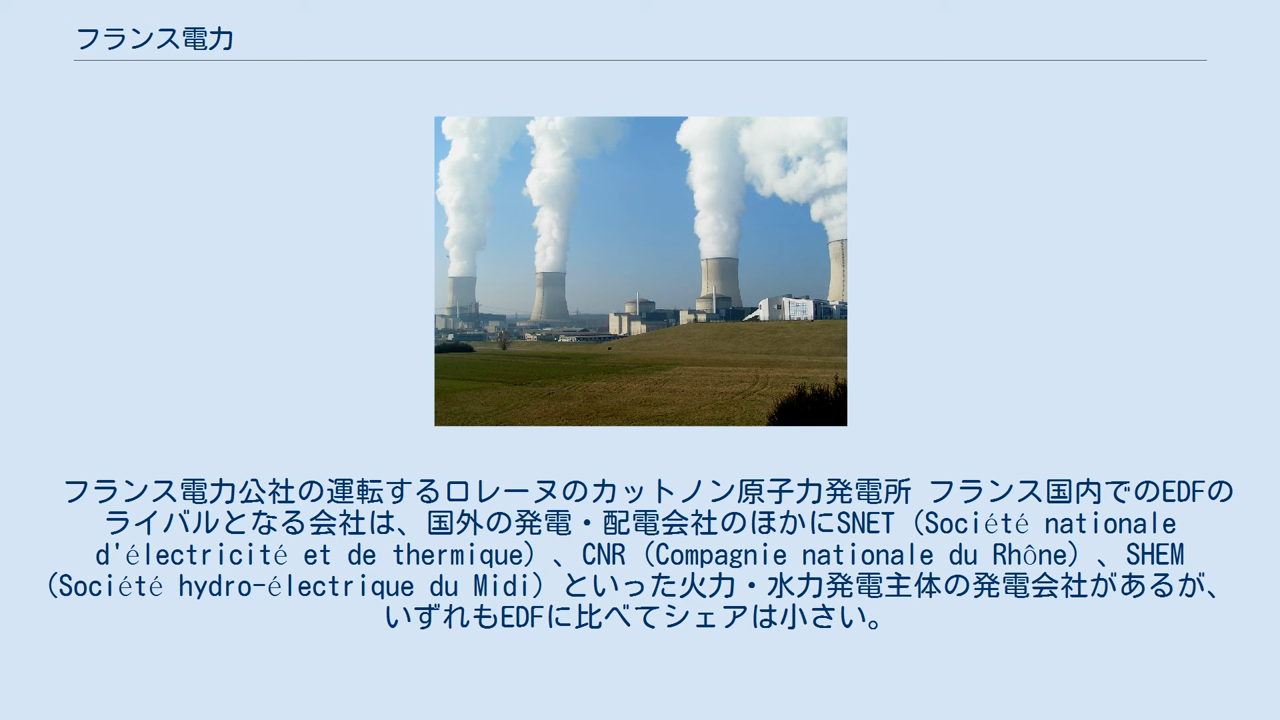 フランス電力
フランス電力公社の運転するロレーヌのカットノン原子力発電所 フランス国内でのEDFの
ライバルとなる会社は、国外の発電・配電会社のほかにSNET（Société nationale
d'électricité et de thermique）、CNR（Compagnie nationale du Rhône）、SHEM
（Société hydro-électrique du Midi）といった火力・水力発電主体の発電会社があるが、
いずれもEDFに比べてシェアは小さい。